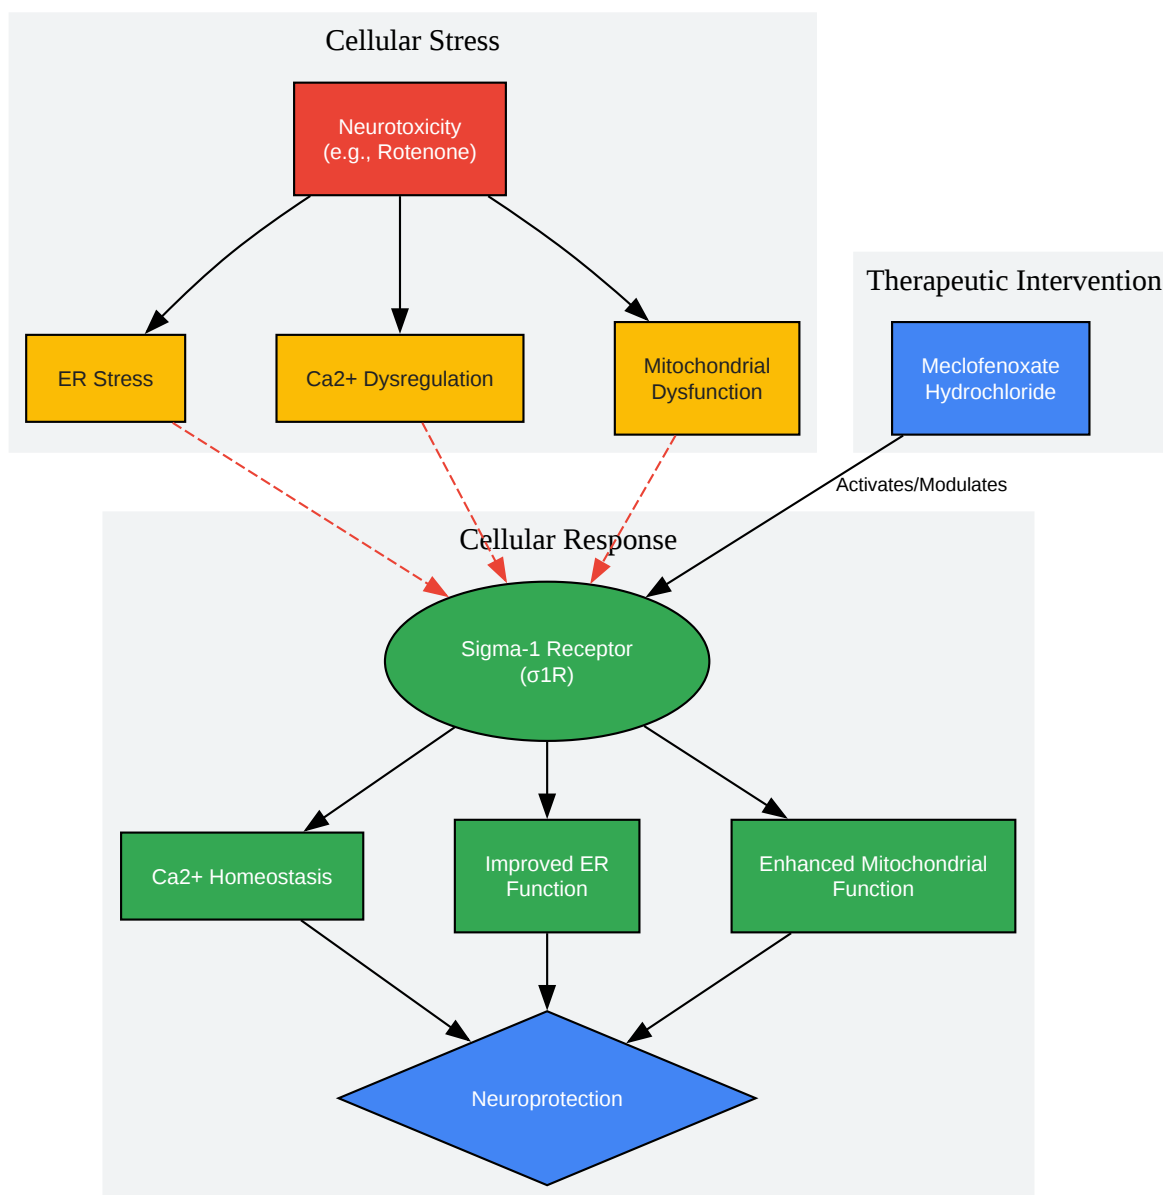 Cellular Stress
Neurotoxicity
(e.g., Rotenone)
Therapeutic Intervention
ER Stress
Ca2+ Dysregulation
Mitochondrial
Dysfunction
Meclofenoxate
Hydrochloride
Activates/Modulates
Cellular Response
Sigma-1 Receptor
(σ1R)
Ca2+ Homeostasis
Improved ER
Function
Enhanced Mitochondrial
Function
Neuroprotection